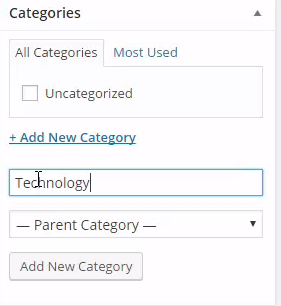 Categories
All Categories Most Used
Uncategorized
+ Add New Category
Technology
— Parent Category —
Add New Category